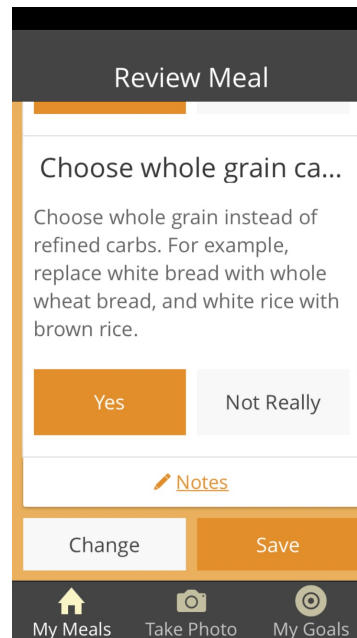 Review Meal
Choose whole grain ca...
Choose whole grain instead of
refined carbs. For example,
replace white bread with whole
wheat bread, and white rice with
brown rice.
Yes
Not Really
Notes
Change
Save
My Meals
Take Photo
My Goals